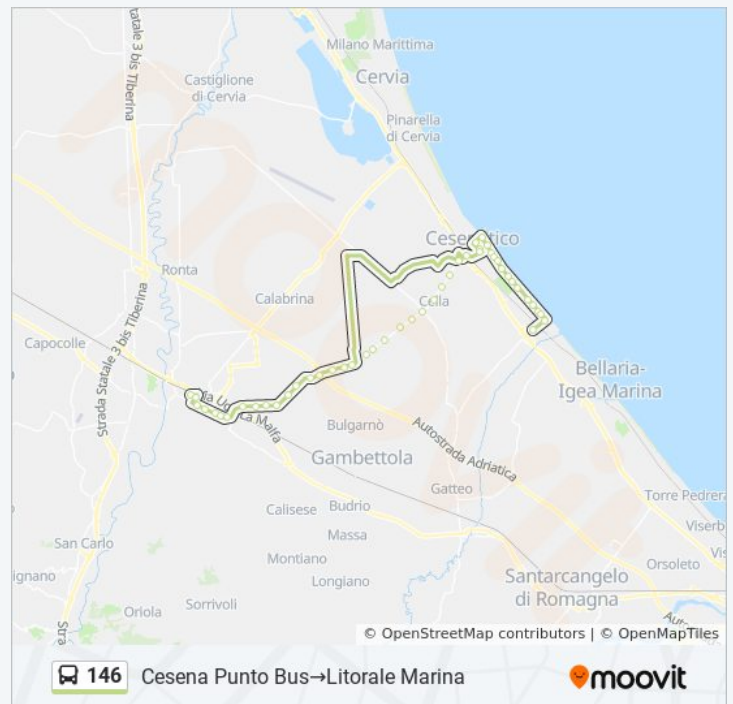 Milano Marittima
Cervia
Castiglione
di Cervia
Pinarella
di Cervia
Statale 3 bis Tiberina
Cesenatico
Ronta
Calabrina
Capocolle
Strada Statale 3 bis Tiberina
Bellaria-
Igea Marina
Bulgarnò
Autostrada Adriatica
Gambettola
Gatteo
Torre Pedrera
Calisese
Budrio
San Carlo
Massa
Orsoleto
Montiano
Santarcangelo
di Romagna
Longiano
Sorrivoli
Oriola
© OpenStreetMap contributors | © OpenMapTiles
146 Cesena Punto Bus→Litorale Marina
moovit